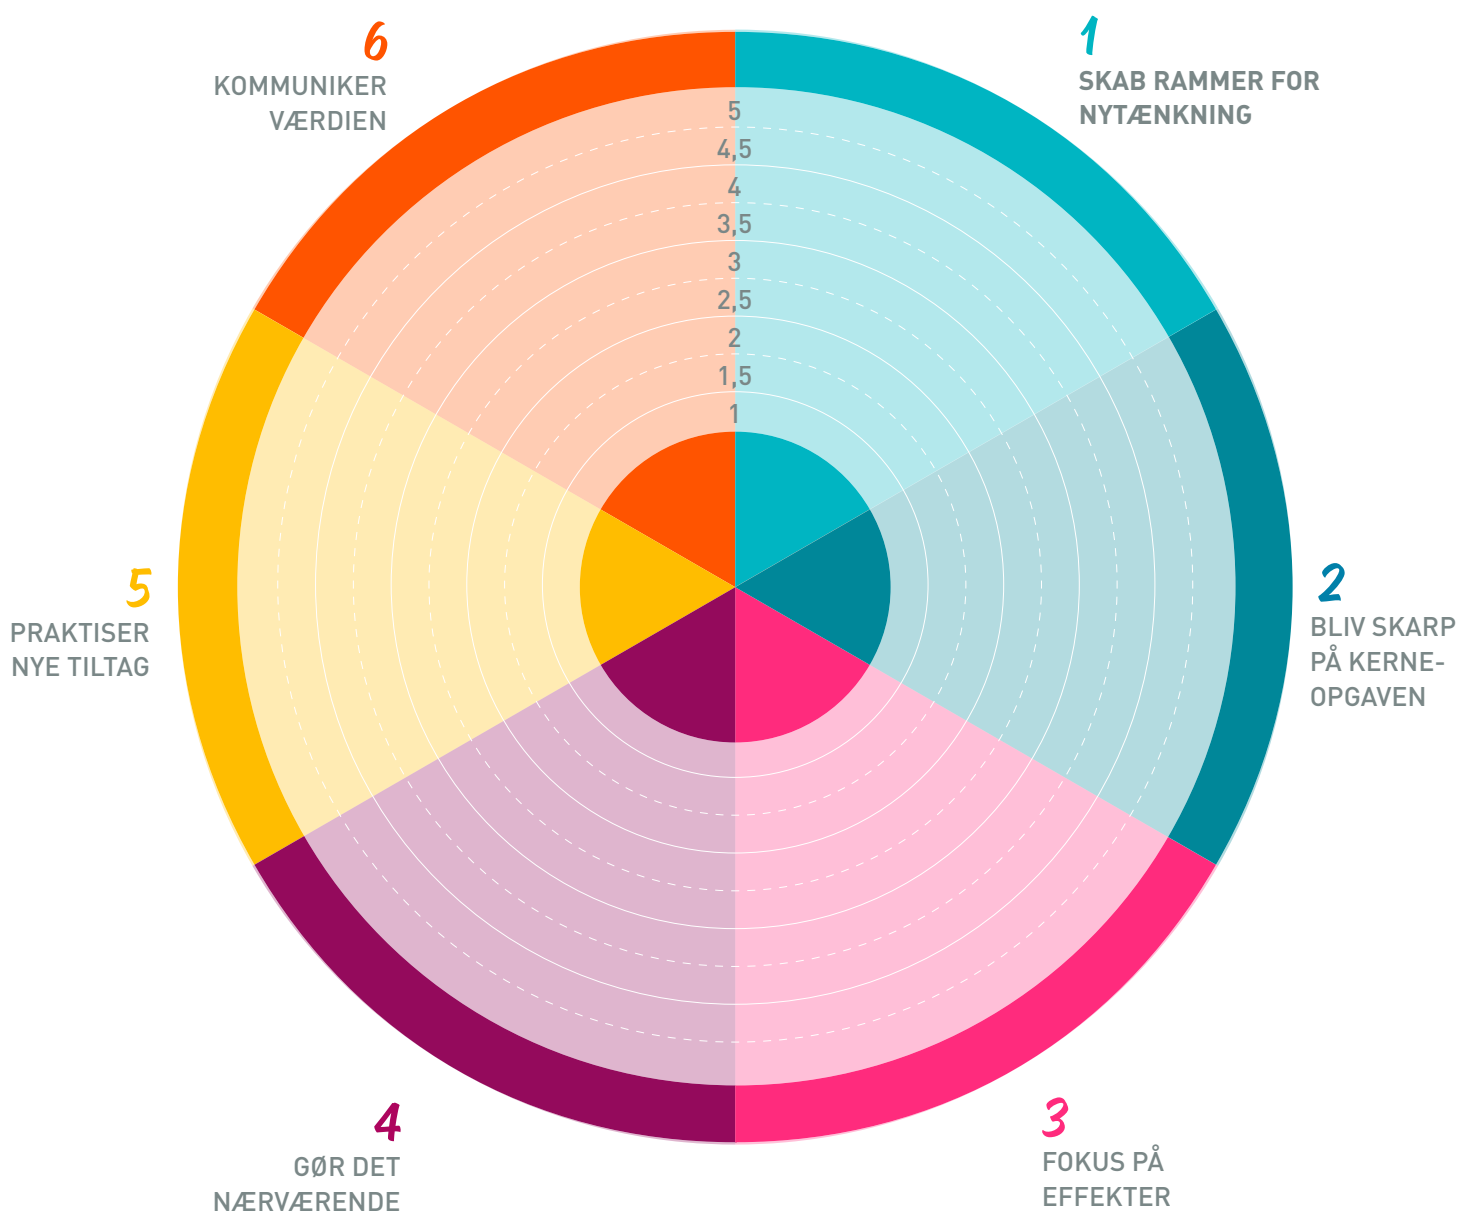 6
KOMMUNIKER
VÆRDIEN
1
SKAB RAMMER FOR
NYTÆNKNING
5
4,5
4
3,5
3
2,5
2
1,5
1
5
PRAKTISER
NYE TILTAG
2
BLIV SKARP
PÅ KERNE-
OPGAVEN
4
GØR DET
NÆRVÆRENDE
3
FOKUS PÅ
EFFEKTER